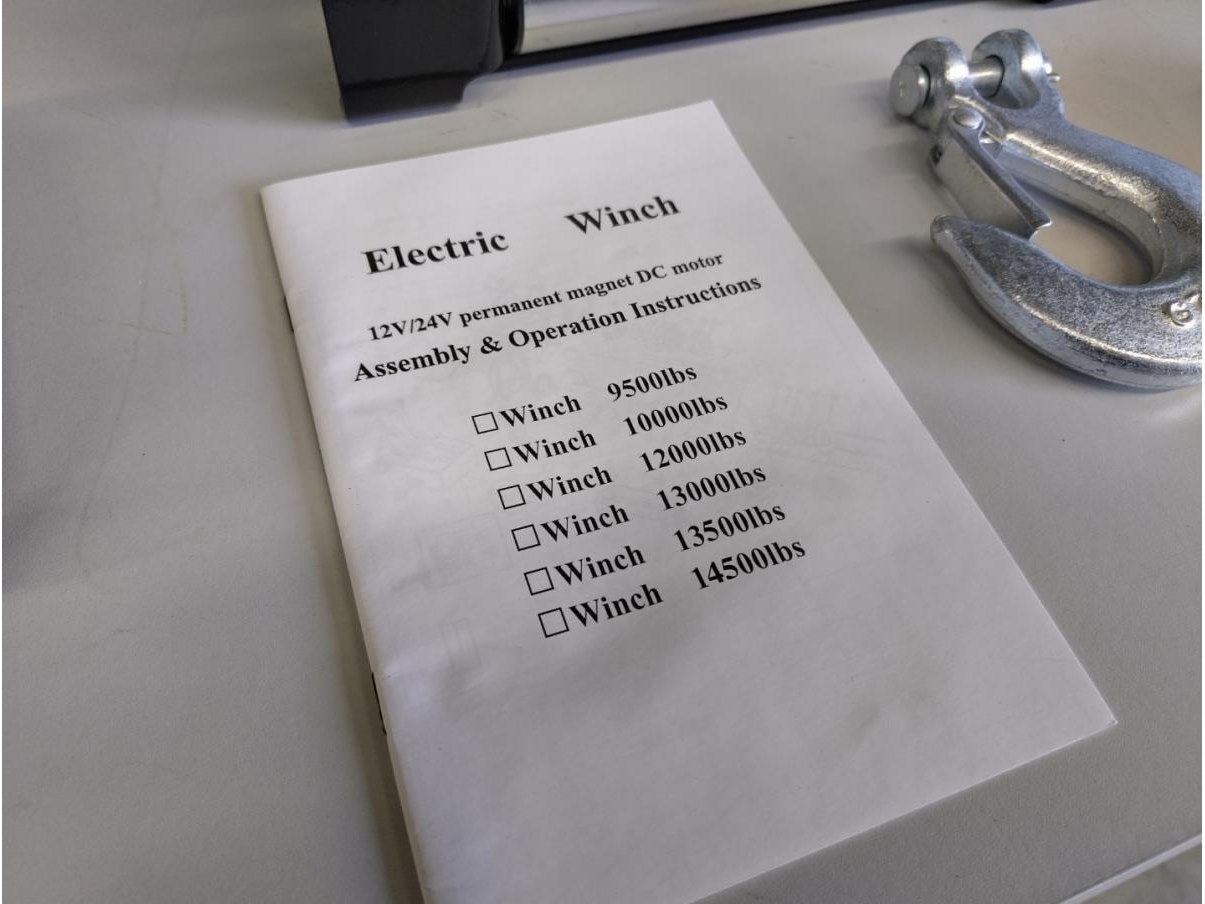 Electric Winch
12V/24V permanent magnet DC motor
Assembly & Operation Instructions
□Winch 9500lbs
□Winch 10000lbs
□Winch 12000lbs
□Winch 13000lbs
□Winch 13500lbs
□Winch 14500lbs